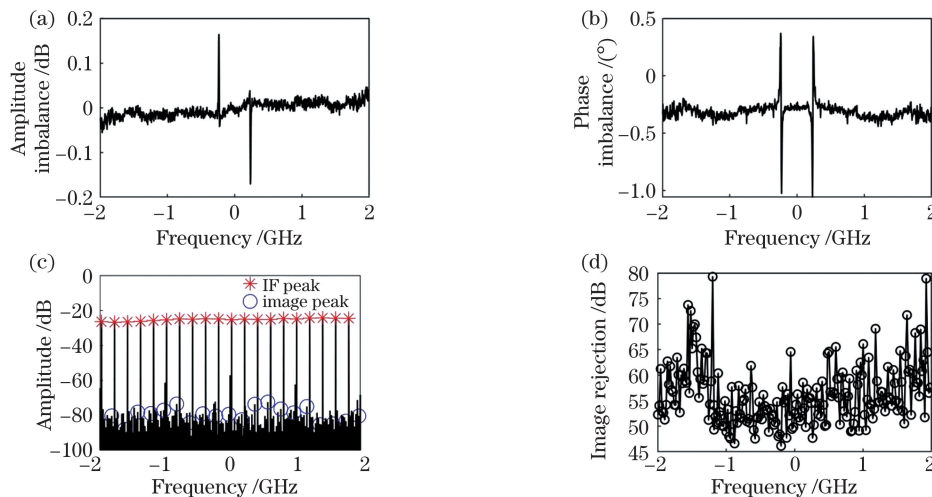 (a)
0.2
0.1
0
−0.1
0.2
Amplitude
imbalance /dB
−2
−1
0
1
2
Frequency /GHz
(b)
0.5
0
−0.5
−1.0
Phase
imbalance /(°)
−2
−1
0
1
2
Frequency /GHz
(c)
0
−20
−40
−60
−80
−100
Amplitude /dB
IF peak
image peak
−2
−1
0
1
2
Frequency /GHz
(d)
80
75
70
65
60
55
50
45
Image rejection /dB
−2
−1
0
1
2
Frequency /GHz